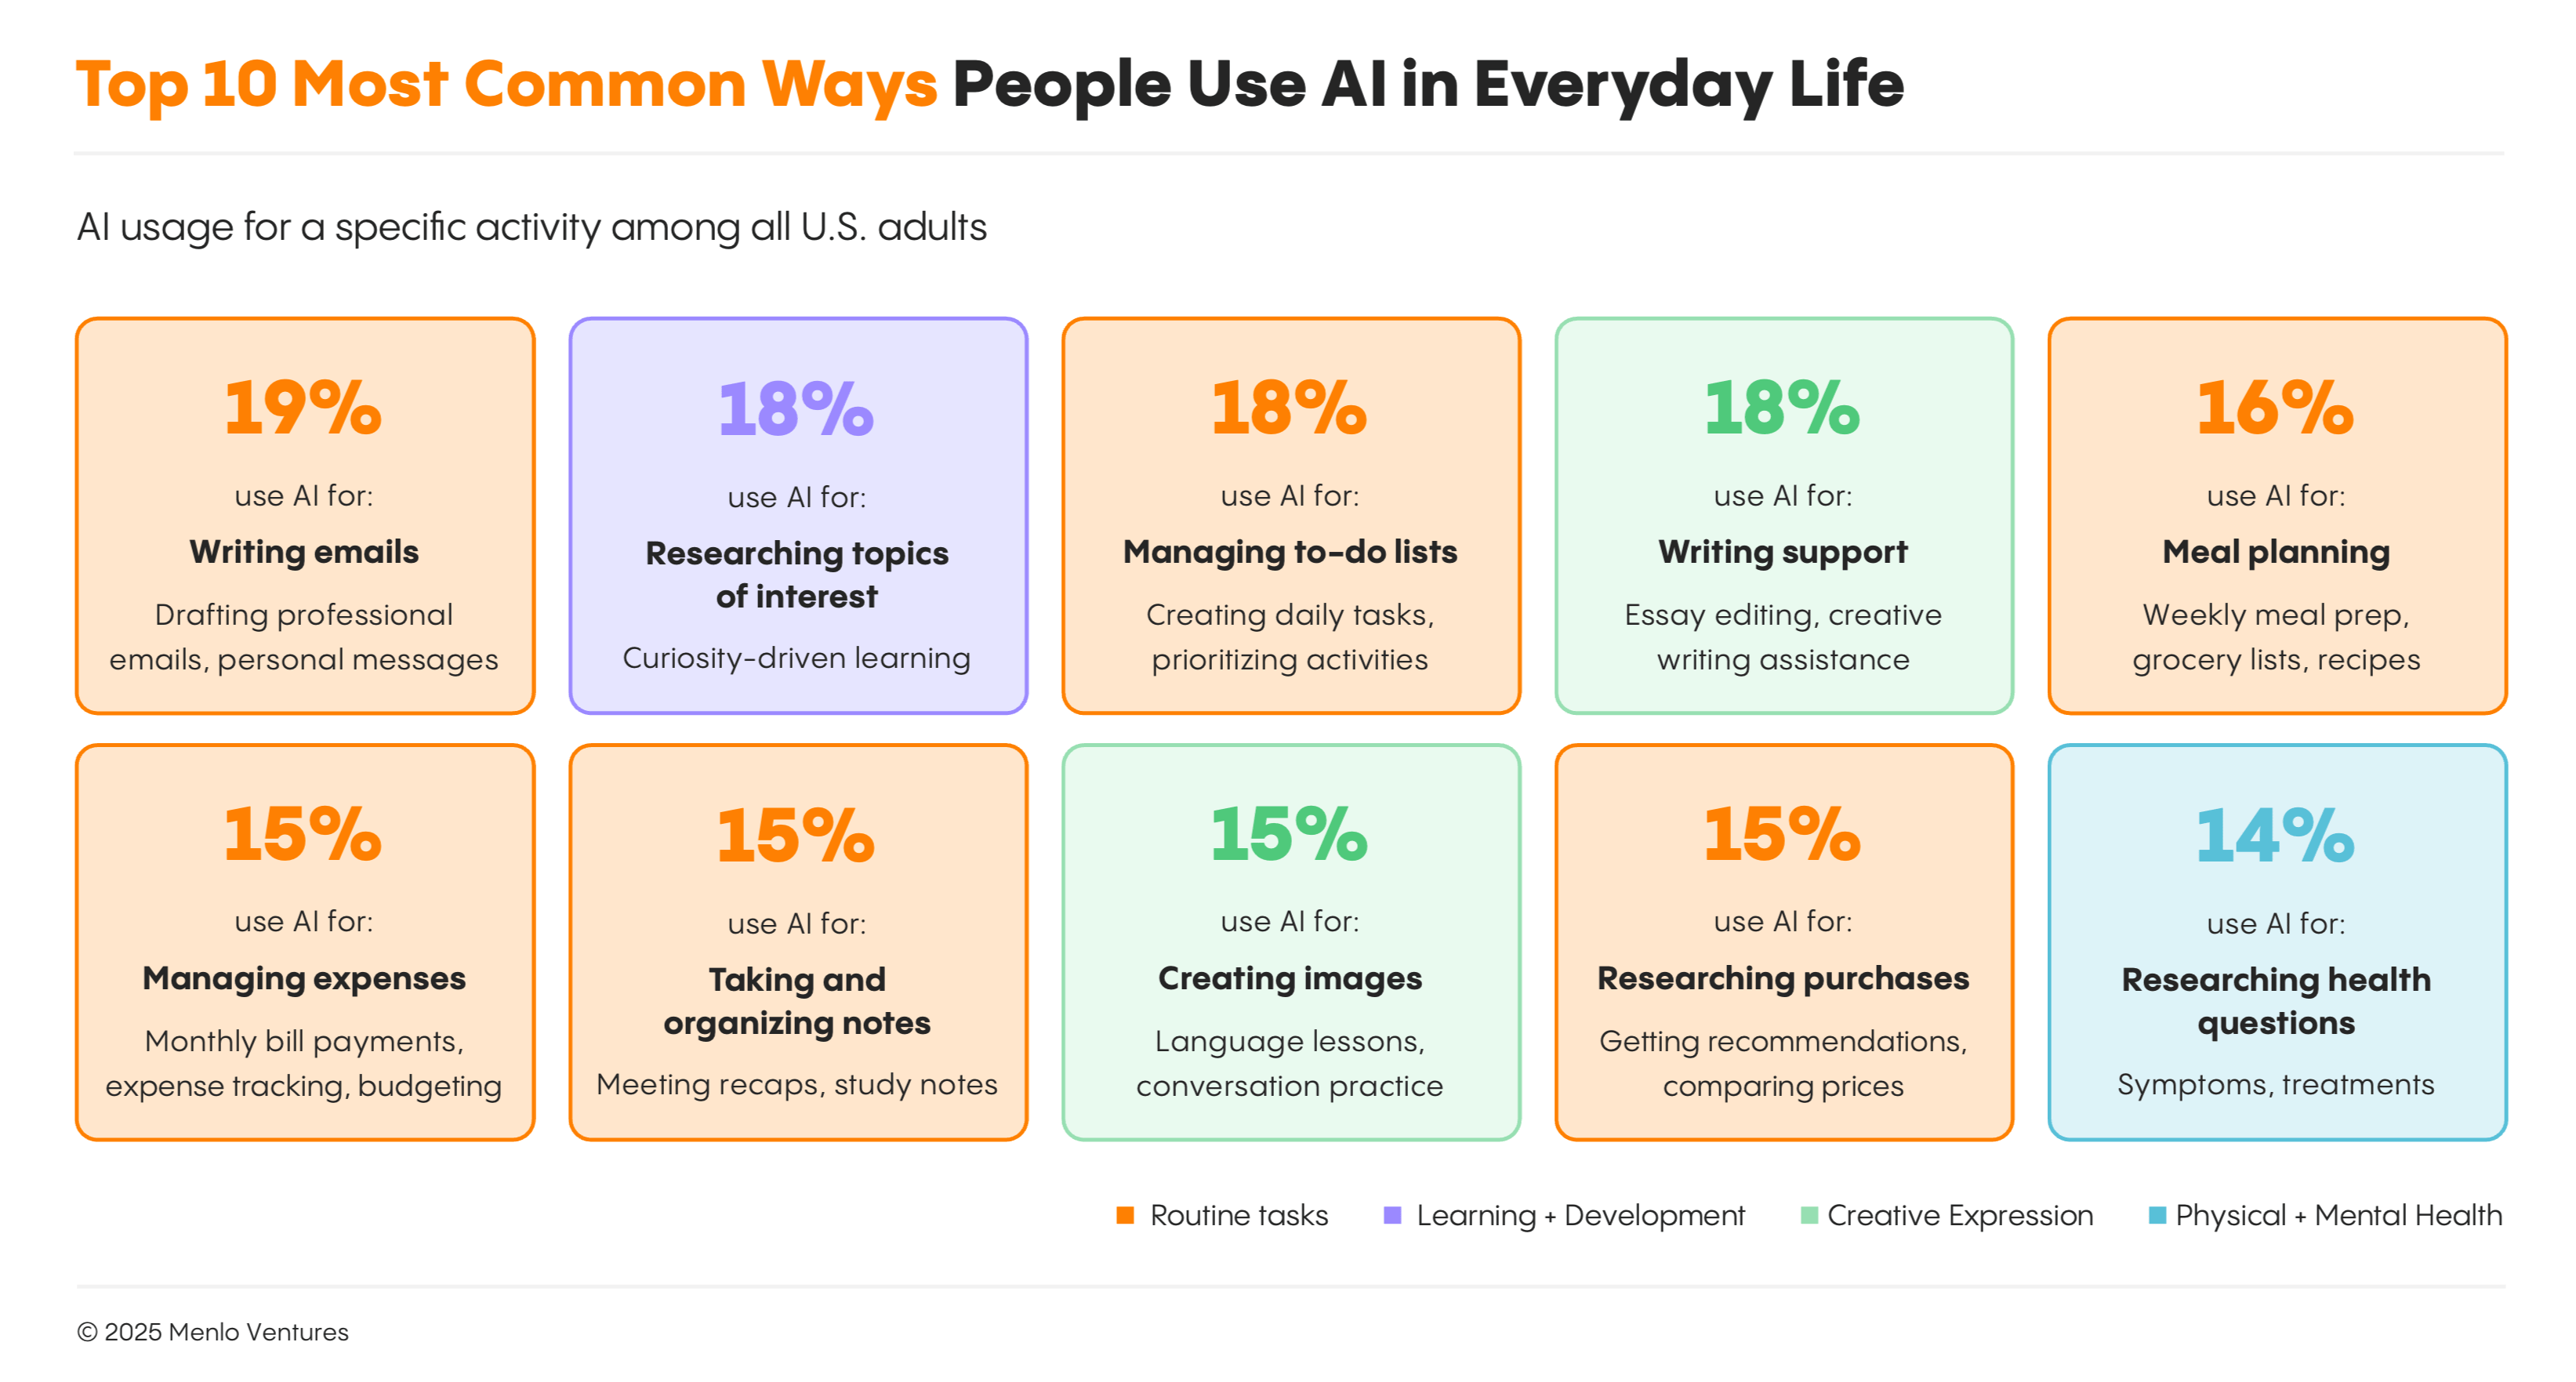 Top 10 Most Common Ways People Use AI in Everyday Life
AI usage for a specific activity among all U.S. adults
19%
use AI for:
Writing emails
Drafting professional
emails, personal messages
18%
use AI for:
Researching topics
of interest
Curiosity-driven learning
18%
use AI for:
Managing to-do lists
Creating daily tasks,
prioritizing activities
18%
use AI for:
Writing support
Essay editing, creative
writing assistance
16%
use AI for:
Meal planning
Weekly meal prep,
grocery lists, recipes
15%
use AI for:
Managing expenses
Monthly bill payments,
expense tracking, budgeting
15%
use AI for:
Taking and
organizing notes
Meeting recaps, study notes
15%
use AI for:
Creating images
Language lessons,
conversation practice
15%
use AI for:
Researching purchases
Getting recommendations,
comparing prices
14%
use AI for:
Researching health
questions
Symptoms, treatments
Routine tasks
Learning + Development
Creative Expression
Physical + Mental Health
© 2025 Menlo Ventures